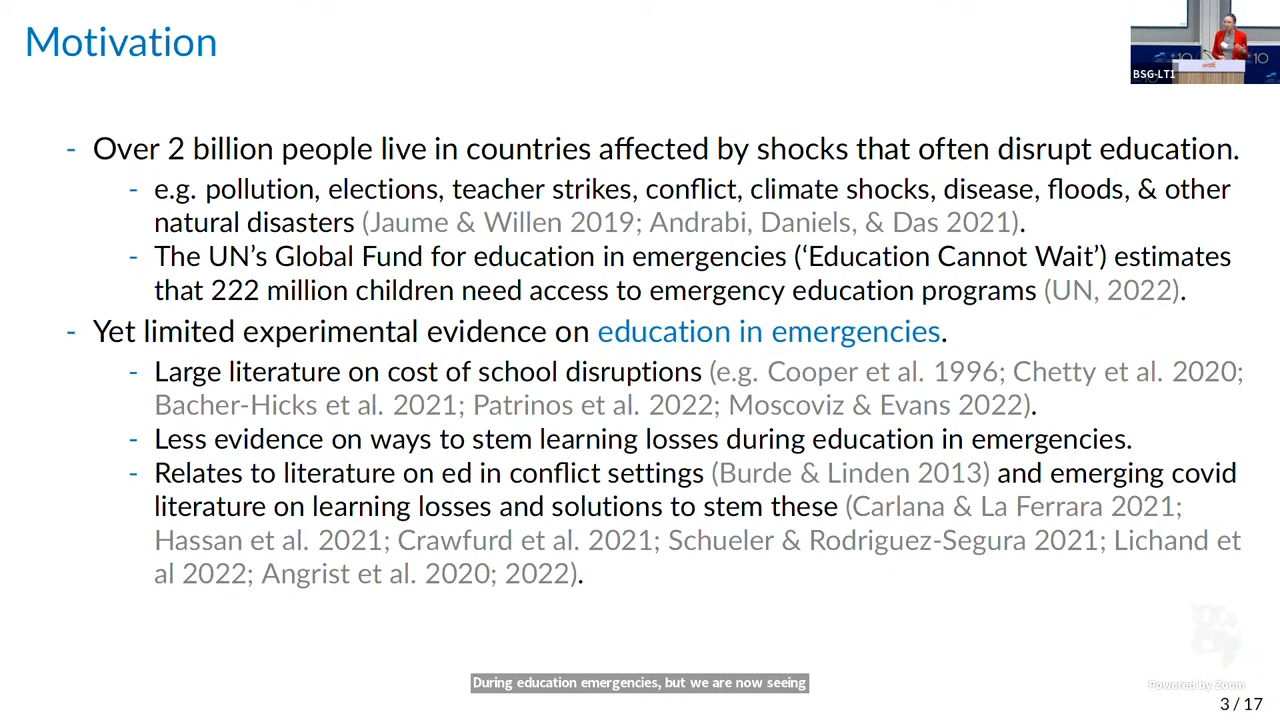 Motivation
BSG-LT1
- Over 2 billion people live in countries affected by shocks that often disrupt education.
- e.g. pollution, elections, teacher strikes, conflict, climate shocks, disease, floods, & other
natural disasters (Jaume & Willen 2019; Andrabi, Daniels, & Das 2021).
- The UN's Global Fund for education in emergencies (‘Education Cannot Wait’) estimates
that 222 million children need access to emergency education programs (UN, 2022).
- Yet limited experimental evidence on education in emergencies.
- Large literature on cost of school disruptions (e.g. Cooper et al. 1996; Chetty et al. 2020;
Bacher-Hicks et al. 2021; Patrinos et al. 2022; Moscoviz & Evans 2022).
- Less evidence on ways to stem learning losses during education in emergencies.
- Relates to literature on ed in conflict settings (Burde & Linden 2013) and emerging covid
literature on learning losses and solutions to stem these (Carlana & La Ferrara 2021;
Hassan et al. 2021; Crawfurd et al. 2021; Schueler & Rodriguez-Segura 2021; Lichand et
al 2022; Angrist et al. 2020; 2022).
During education emergencies, but we are now seeing
Powered by Zoom
3 / 17